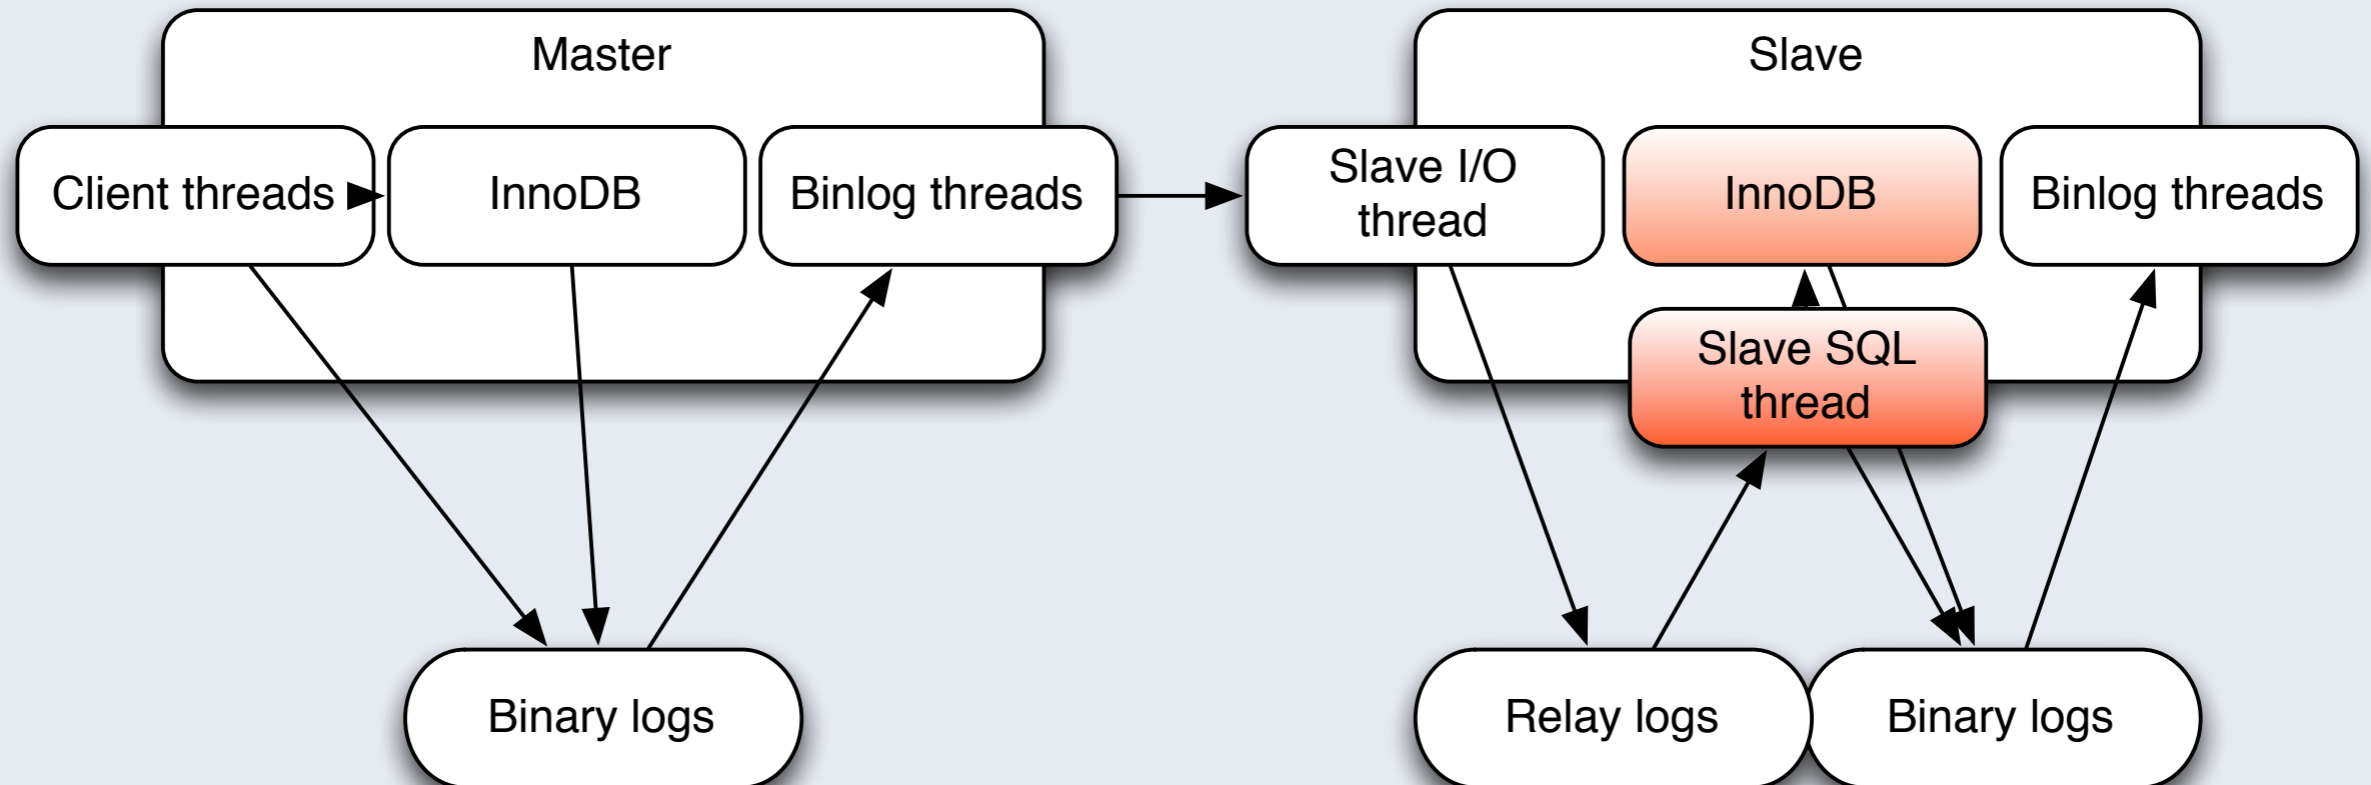 Master
Slave
Client threads
InnoDB
Binlog threads
Slave I/O
thread
InnoDB
Binlog threads
Slave SQL
thread
Binary logs
Relay logs
Binary logs